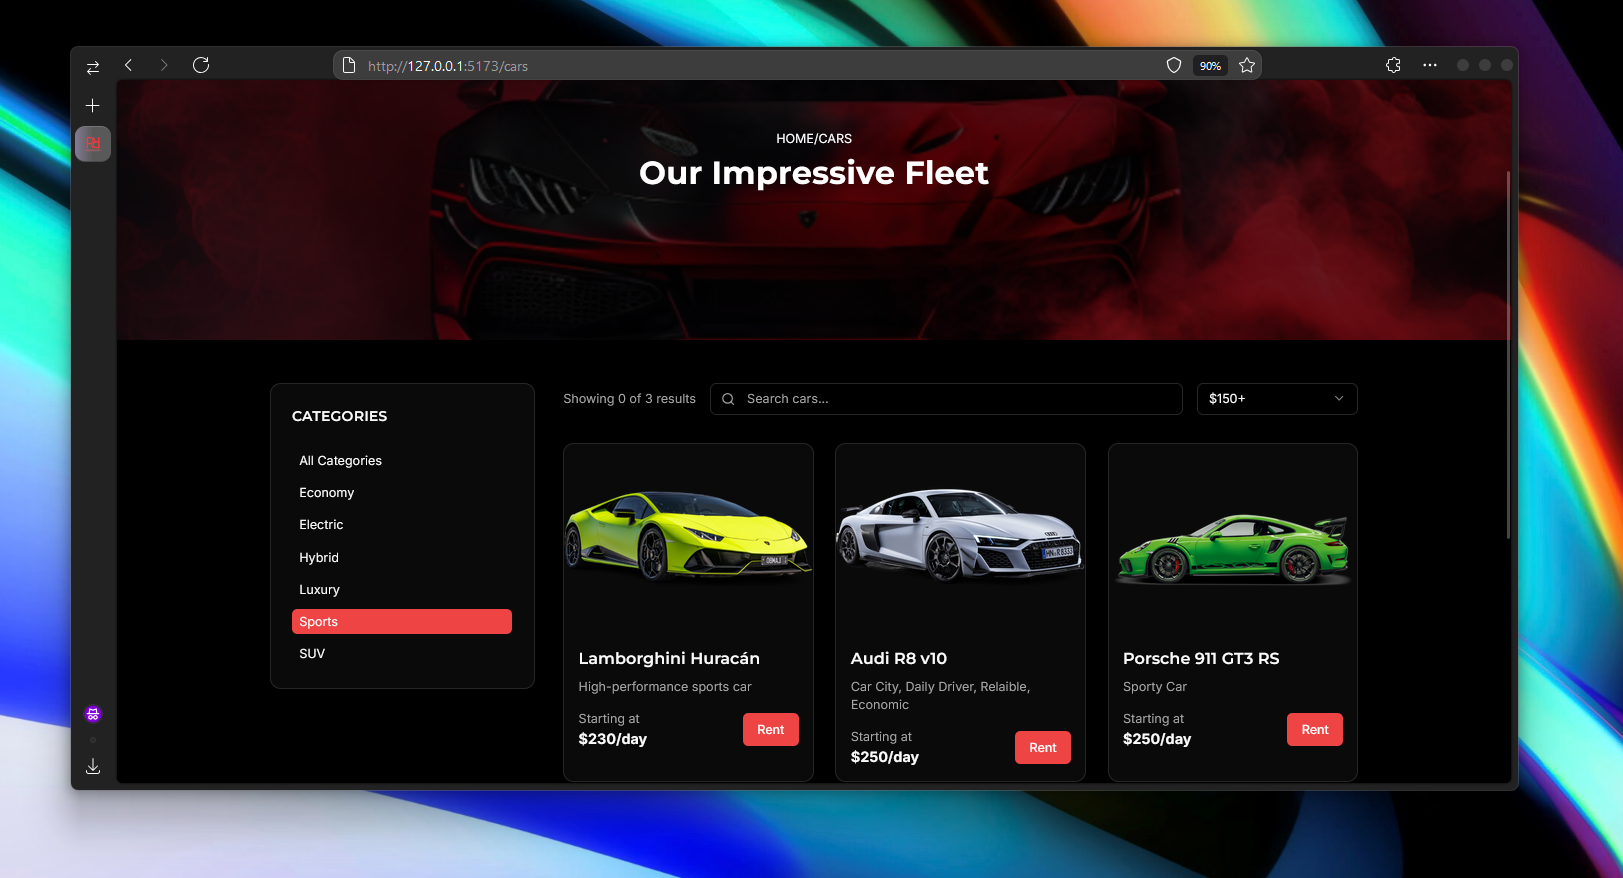 http://127.0.0.1:5173/cars
90%
HOME/CARS
Our Impressive Fleet
CATEGORIES
All Categories
Economy
Electric
Hybrid
Luxury
Sports
SUV
Showing 0 of 3 results
Search cars...
$150+
Lamborghini Huracán
High-performance sports car
Starting at
$230/day
Rent
Audi R8 v10
Car City, Daily Driver, Relaible,
Economic
Starting at
$250/day
Rent
Porsche 911 GT3 RS
Sporty Car
Starting at
$250/day
Rent